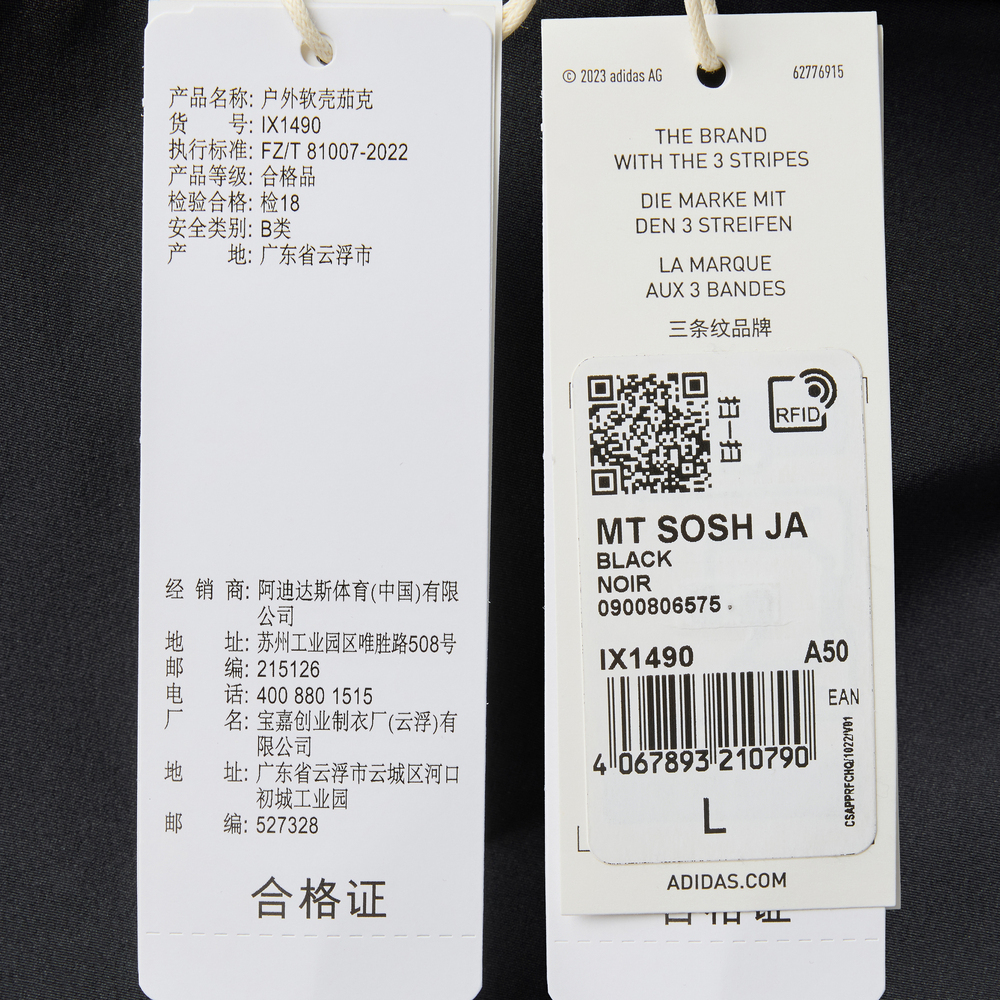 产品名称: 户外软壳茄克
货 号: IX1490
执行标准: FZ/T 81007-2022
产品等级: 合格品
检验合格: 检18
安全类别: B类
产 地: 广东省云浮市
经 销 商: 阿迪达斯体育(中国)有限
公司
地 址: 苏州工业园区唯胜路508号
邮 编: 215126
电 话: 400 880 1515
厂 名: 宝嘉创业制衣厂(云浮)有
限公司
地 址: 广东省云浮市云城区河口
初城工业园
邮 编: 527328
合格证
© 2023 adidas AG 62776915
THE BRAND
WITH THE 3 STRIPES
DIE MARKE MIT
DEN 3 STREIFEN
LA MARQUE
AUX 3 BANDES
三条纹品牌
扫一扫
RFID
MT SOSH JA
BLACK
NOIR
0900806575
IX1490 A50
EAN
4 067893 210790
CSAPPRFCHQ/1022/V01
L
ADIDAS.COM
合格证